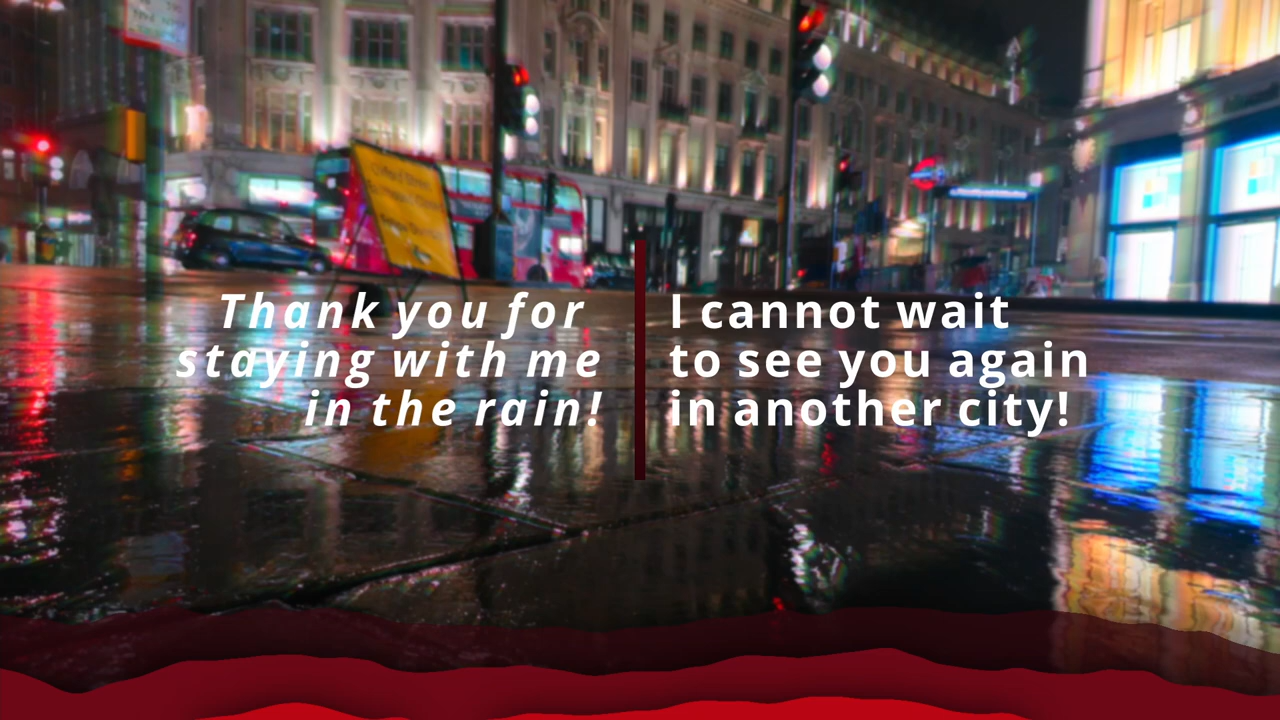 Thank you for
staying with me
in the rain!
I cannot wait
to see you again
in another city!